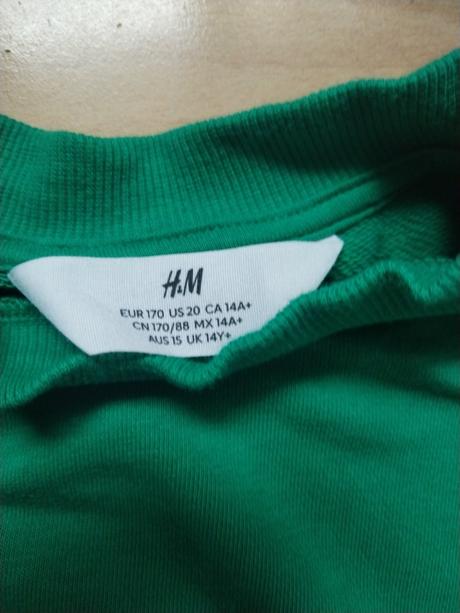 H&M
EUR 170 US 20 CA 14A+
CN 170/88 MX 14A+
AUS 15 UK 14Y+